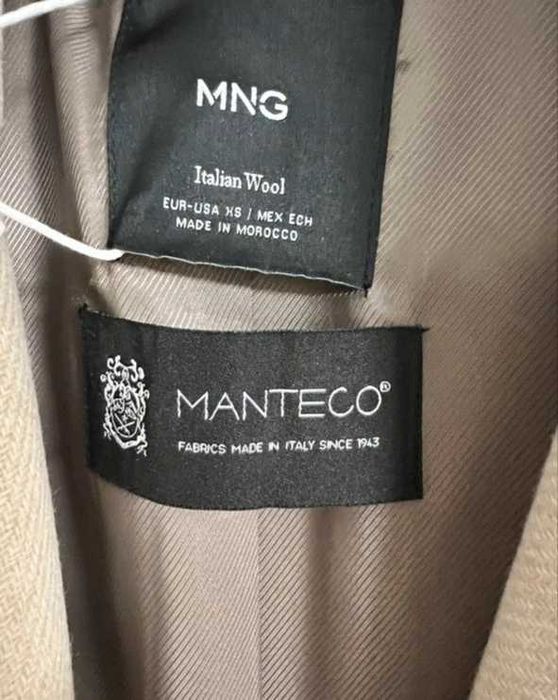 MNG
Italian Wool
EUR-USA XS / MEX ECH
MADE IN MOROCCO
MANTECO®
FABRICS MADE IN ITALY SINCE 1943